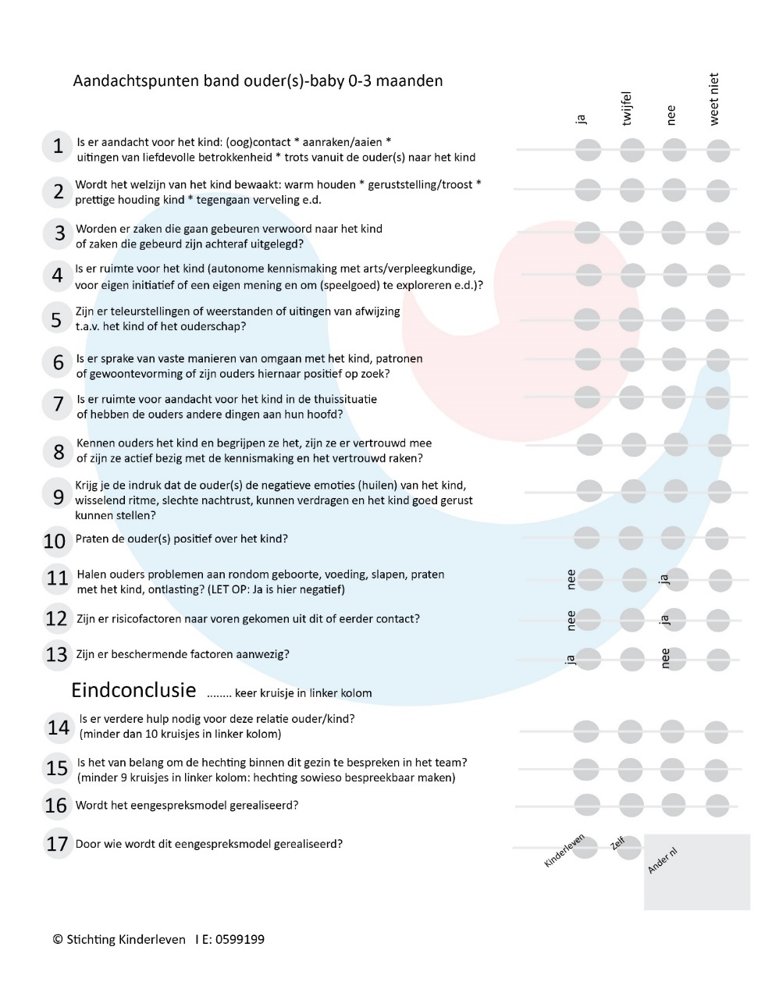 Aandachtspunten band ouder(s)-baby 0-3 maanden
ja
twijfel
nee
weet niet
1
Is er aandacht voor het kind: (oog)contact * aanraken/aaien *
uitingen van liefdevolle betrokkenheid * trots vanuit de ouder(s) naar het kind
2
Wordt het welzijn van het kind bewaakt: warm houden * geruststelling/troost *
prettige houding kind * tegengaan verveling e.d.
3
Worden er zaken die gaan gebeuren verwoord naar het kind
of zaken die gebeurd zijn achteraf uitgelegd?
4
Is er ruimte voor het kind (autonome kennismaking met arts/verpleegkundige,
voor eigen initiatief of een eigen mening en om (speelgoed) te exploreren e.d.)?
5
Zijn er teleurstellingen of weerstanden of uitingen van afwijzing
t.a.v. het kind of het ouderschap?
6
Is er sprake van vaste manieren van omgaan met het kind, patronen
of gewoontevorming of zijn ouders hiernaar positief op zoek?
7
Is er ruimte voor aandacht voor het kind in de thuissituatie
of hebben de ouders andere dingen aan hun hoofd?
8
Kennen ouders het kind en begrijpen ze het, zijn ze er vertrouwd mee
of zijn ze actief bezig met de kennismaking en het vertrouwd raken?
9
Krijg je de indruk dat de ouder(s) de negatieve emoties (huilen) van het kind,
wisselend ritme, slechte nachtrust, kunnen verdragen en het kind goed gerust
kunnen stellen?
10
Praten de ouder(s) positief over het kind?
11
Halen ouders problemen aan rondom geboorte, voeding, slapen, praten
met het kind, ontlasting? (LET OP: Ja is hier negatief)
nee
ja
12
Zijn er risicofactoren naar voren gekomen uit dit of eerder contact?
nee
ja
13
Zijn er beschermende factoren aanwezig?
ja
nee
Eindconclusie ........ keer kruisje in linker kolom
14
Is er verdere hulp nodig voor deze relatie ouder/kind?
(minder dan 10 kruisjes in linker kolom)
15
Is het van belang om de hechting binnen dit gezin te bespreken in het team?
(minder 9 kruisjes in linker kolom: hechting sowieso bespreekbaar maken)
16
Wordt het eengespreksmodel gerealiseerd?
17
Door wie wordt dit eengespreksmodel gerealiseerd?
Kinderleven
Zelf
Ander nl
© Stichting Kinderleven I E: 0599199